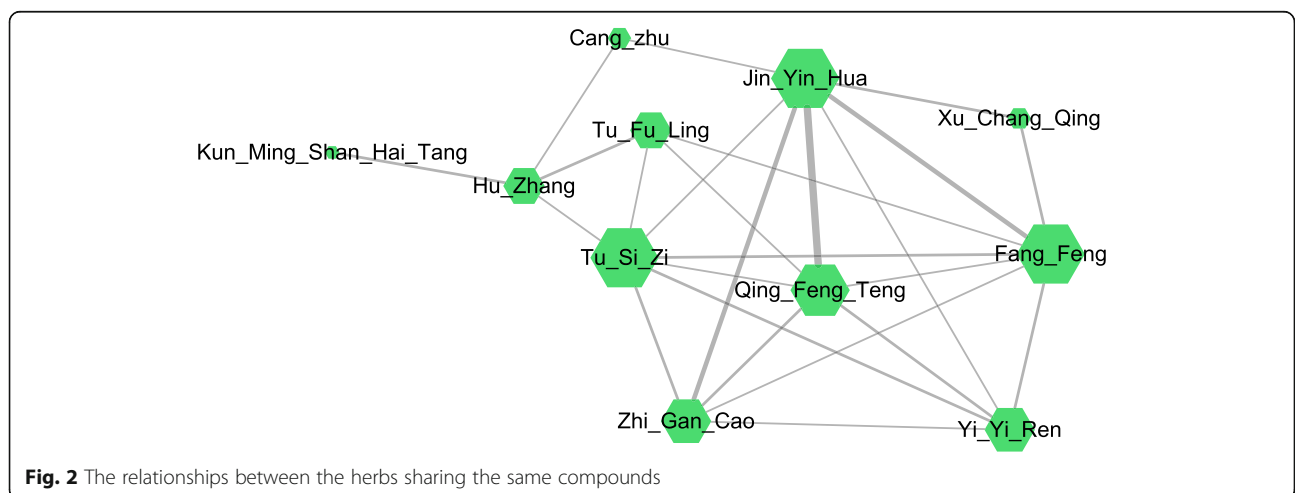 Cang_zhu
Jin_Yin_Hua
Xu_Chang_Qing
Tu_Fu_Ling
Kun_Ming_Shan_Hai_Tang
Hu_Zhang
Tu_Si_Zi
Fang_Feng
Qing_Feng_Teng
Zhi_Gan_Cao
Yi_Yi_Ren
Fig. 2 The relationships between the herbs sharing the same compounds